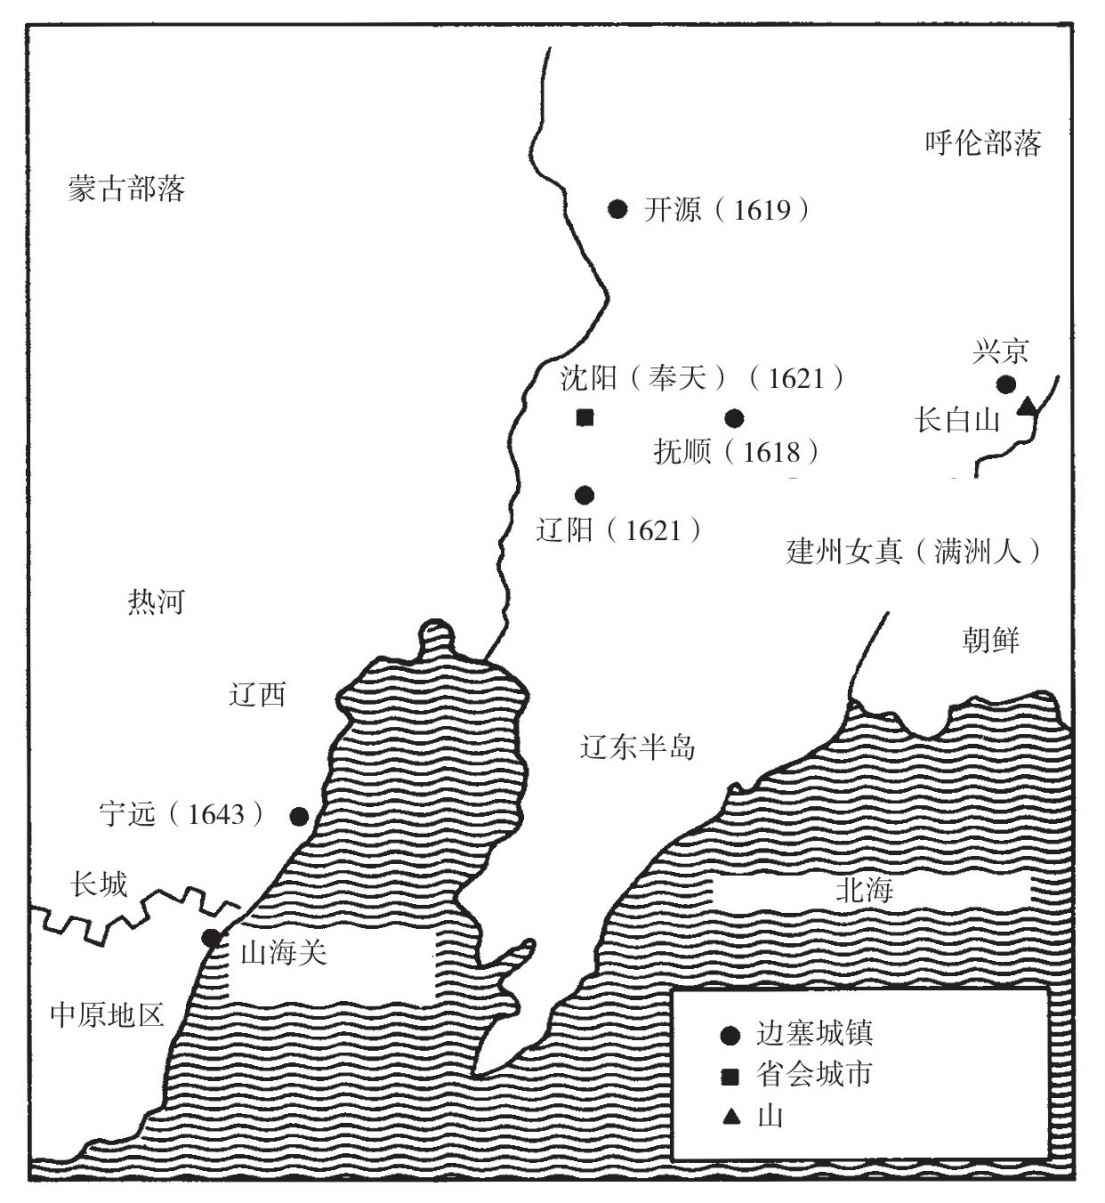 呼伦部落
蒙古部落
开源（1619）
兴京
沈阳（奉天）（1621）
长白山
抚顺（1618）
辽阳（1621）
建州女真（满洲人）
热河
朝鲜
辽西
辽东半岛
宁远（1643）
长城
北海
山海关
中原地区
边塞城镇
省会城市
山